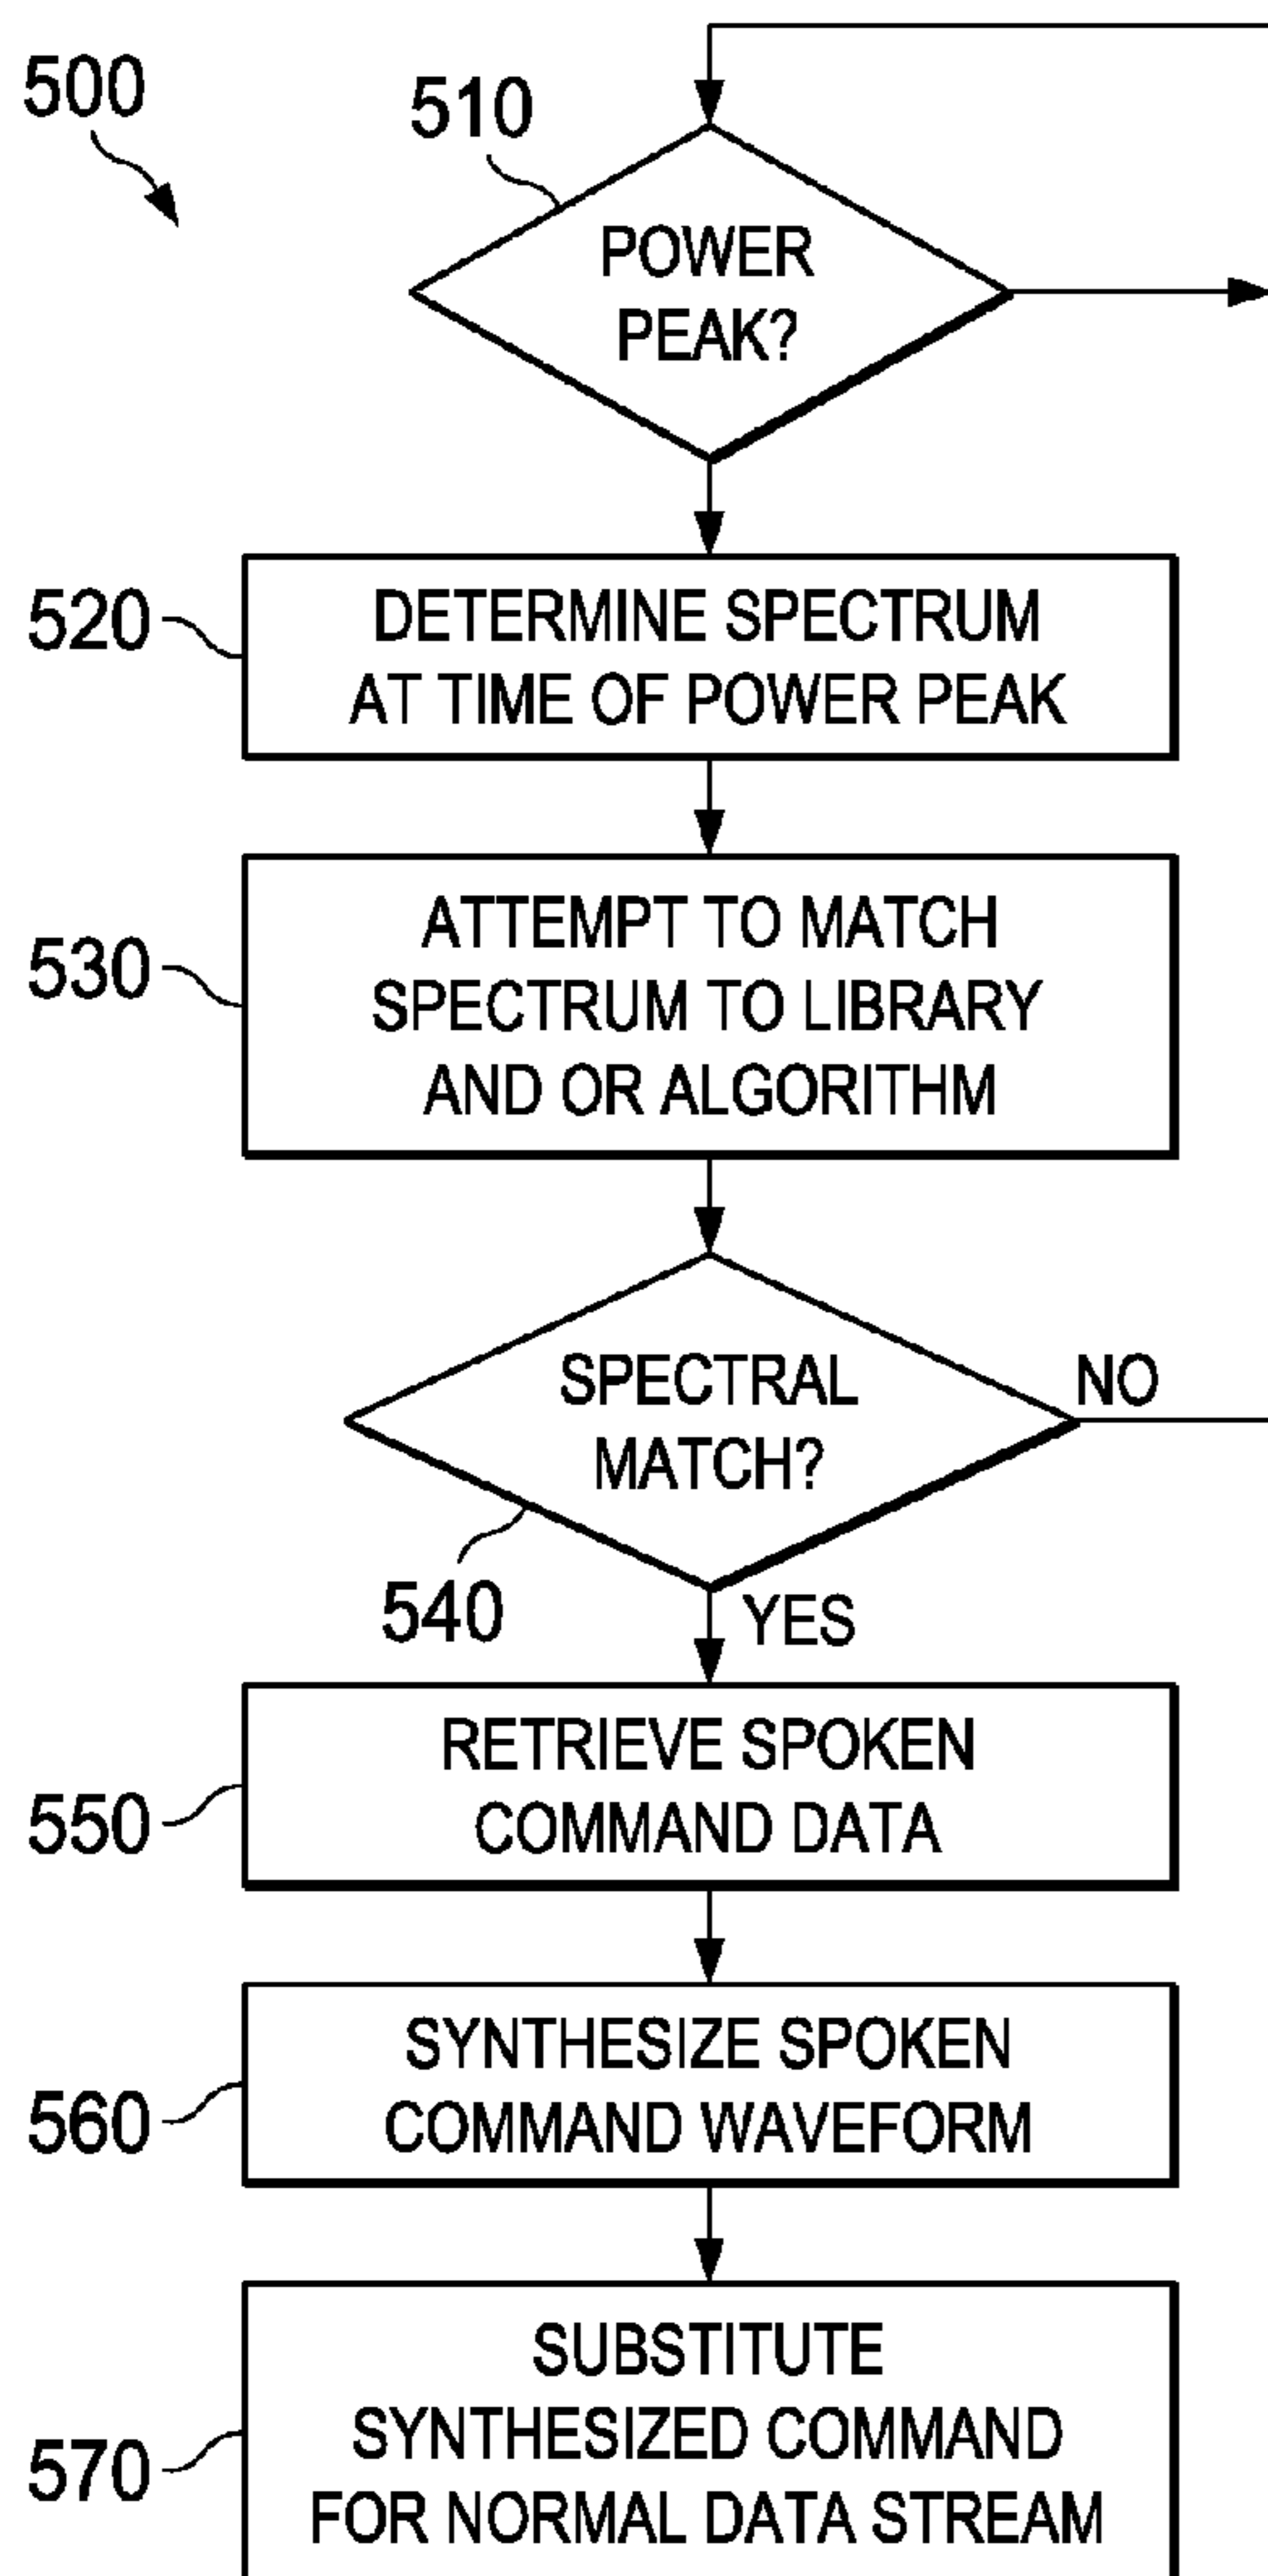 500
510
POWER
PEAK?
520
DETERMINE SPECTRUM
AT TIME OF POWER PEAK
530
ATTEMPT TO MATCH
SPECTRUM TO LIBRARY
AND OR ALGORITHM
SPECTRAL
MATCH?
NO
540
YES
550
RETRIEVE SPOKEN
COMMAND DATA
560
SYNTHESIZE SPOKEN
COMMAND WAVEFORM
570
SUBSTITUTE
SYNTHESIZED COMMAND
FOR NORMAL DATA STREAM